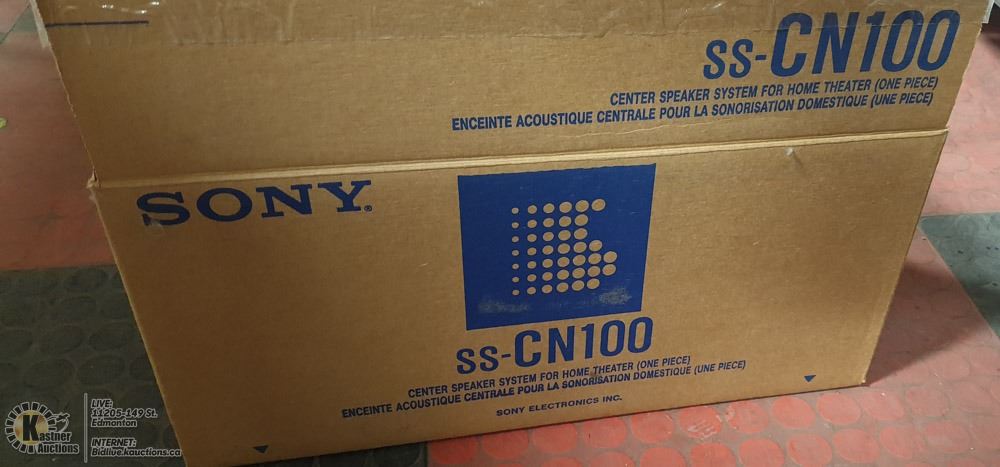 SS-CN100
CENTER SPEAKER SYSTEM FOR HOME THEATER (ONE PIECE)
ENCEINTE ACOUSTIQUE CENTRALE POUR LA SONORISATION DOMESTIQUE (UNE PIECE)
SONY®
SS-CN100
CENTER SPEAKER SYSTEM FOR HOME THEATER (ONE PIECE)
ENCEINTE ACOUSTIQUE CENTRALE POUR LA SONORISATION DOMESTIQUE (UNE PIECE)
SONY ELECTRONICS INC.
Kastner
Auctions
LIVE:
11205-149 St.
Edmonton
INTERNET:
Bidlive.kauctions.ca